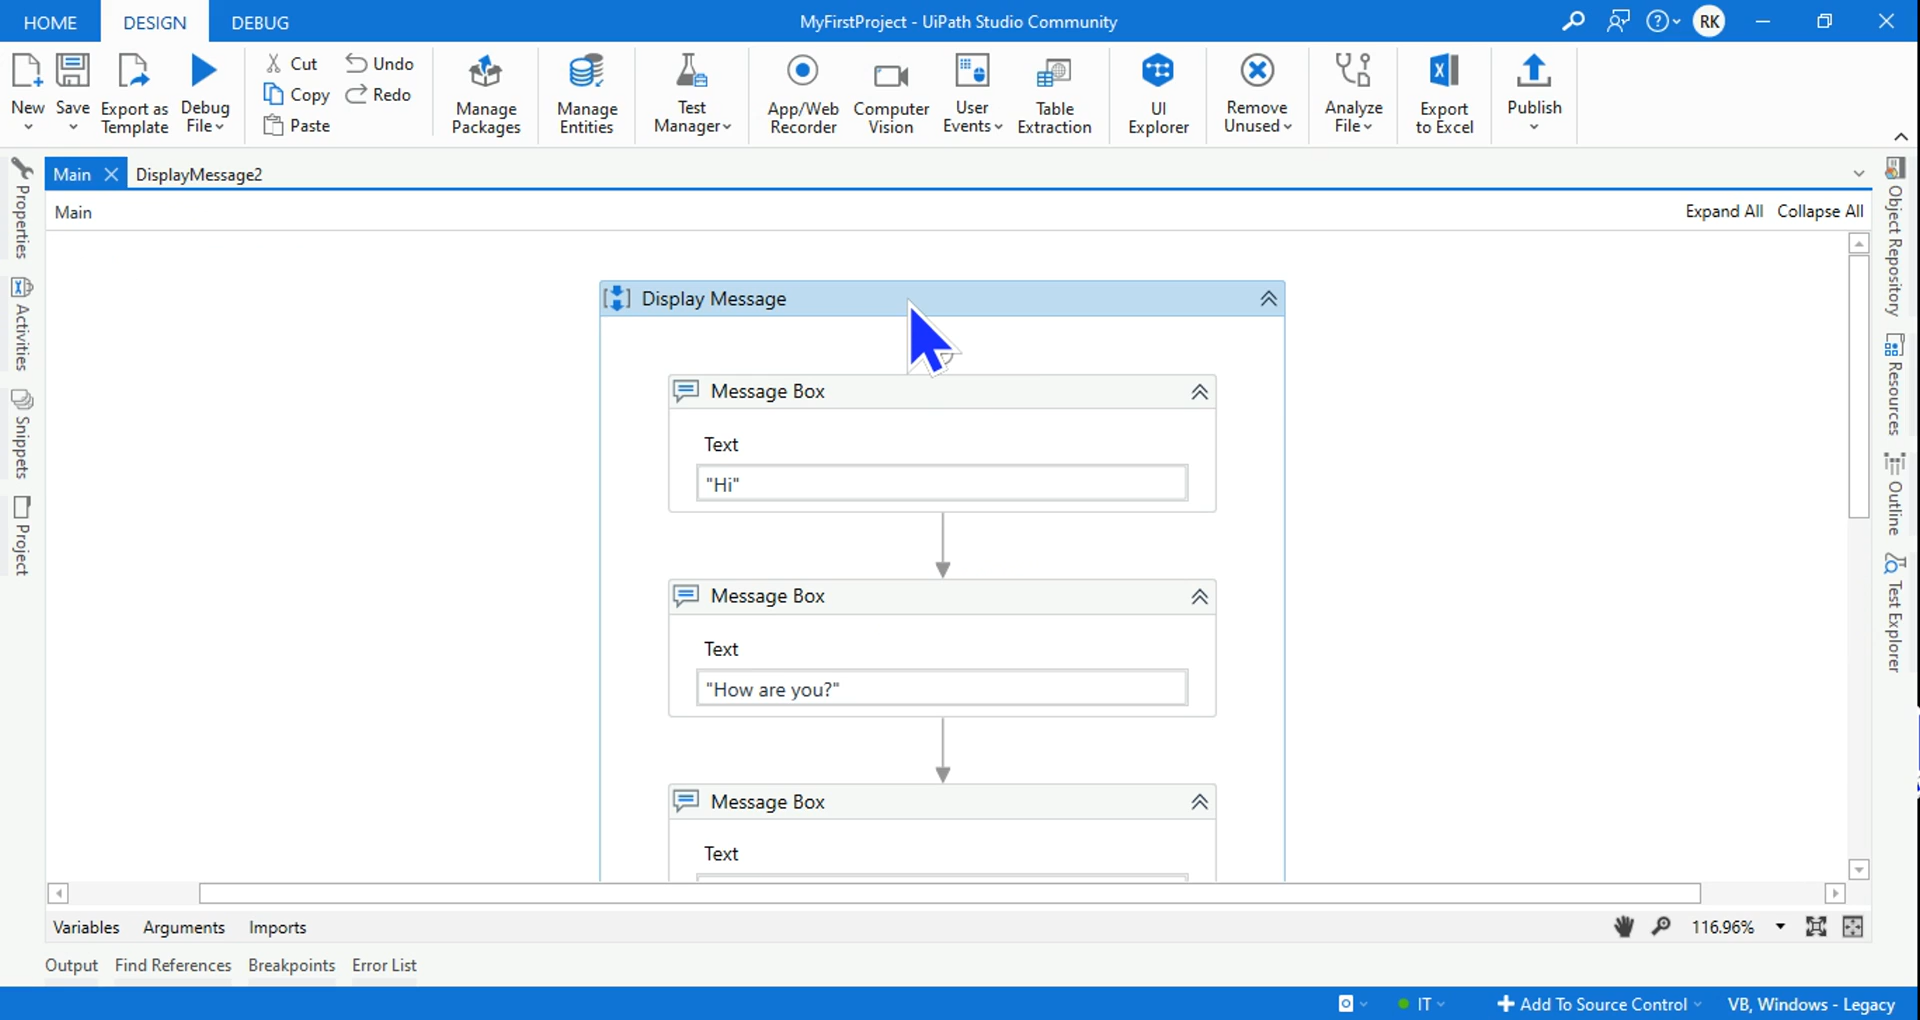 HOME DESIGN DEBUG MyFirstProject - UiPath Studio Community RK
New Save Export as Template Debug File
Cut Undo
Copy Redo
Paste
Manage Packages
Manage Entities
Test Manager
App/Web Recorder
Computer Vision
User Events
Table Extraction
UI Explorer
Remove Unused
Analyze File
Export to Excel
Publish
Main DisplayMessage2
Main Expand All Collapse All
Properties
Activities
Snippets
Project
Display Message
Message Box
Text
"Hi"
Message Box
Text
"How are you?"
Message Box
Text
Object Repository
Resources
Outline
Test Explorer
Variables Arguments Imports 116.96%
Output Find References Breakpoints Error List
IT Add To Source Control VB, Windows - Legacy